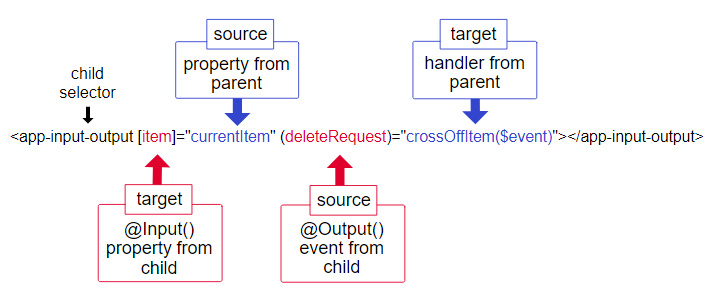 source
property from
parent
target
handler from
parent
child
selector
<app-input-output [item]="currentItem" (deleteRequest)="crossOffItem($event)"></app-input-output>
target
@Input()
property from
child
source
@Output()
event from
child